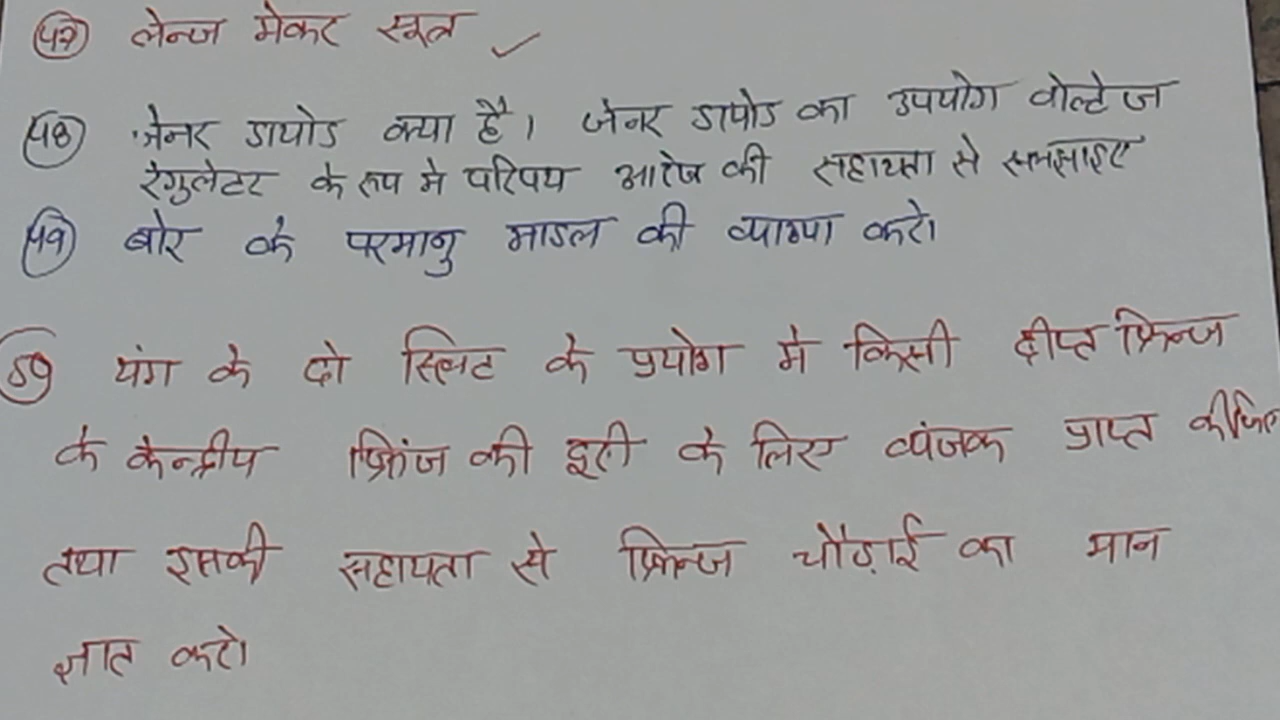 (47) लेन्ज मेकर सूत्र ✓
(48) जेनर डायोड क्या है। जेनर डायोड का उपयोग वोल्टेज
रेगुलेटर के रूप मे परिपथ आरेख की सहायता से समझाइए
(49) बोर के परमाणु माडल की व्याख्या करो।
(59) यंग के दो स्लिट के प्रयोग मे किसी दीप्त फ्रिन्ज
के केन्द्रीय फ्रिंज की दूरी के लिए व्यंजक प्राप्त कीजिए
तथा इसकी सहायता से फ्रिन्ज चौड़ाई का मान
ज्ञात करो।